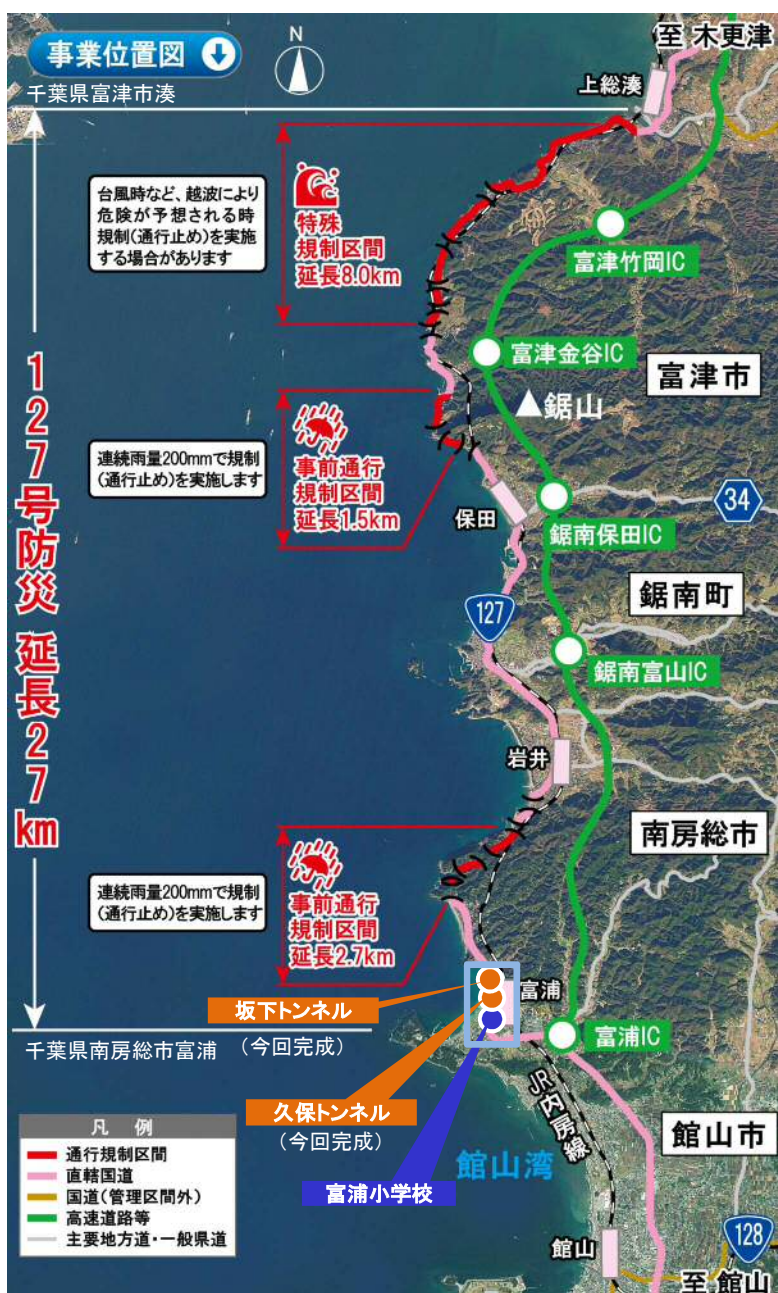 事業位置図
N
至 木更津
千葉県富津市湊
上総湊
台風時など、越波により
危険が予想される時
規制(通行止め)を実施
する場合があります
特殊
規制区間
延長8.0km
富津竹岡IC
富津金谷IC
富津市
鋸山
127号防災 延長27km
連続雨量200mmで規制
(通行止め)を実施します
事前通行
規制区間
延長1.5km
保田
34
鋸南保田IC
鋸南町
127
鋸南富山IC
岩井
南房総市
連続雨量200mmで規制
(通行止め)を実施します
事前通行
規制区間
延長2.7km
富浦
坂下トンネル
(今回完成)
千葉県南房総市富浦
富浦IC
JR内房線
久保トンネル
(今回完成)
館山市
館山湾
富浦小学校
凡 例
通行規制区間
直轄国道
国道(管理区間外)
高速道路等
主要地方道・一般県道
館山
128
至 館山